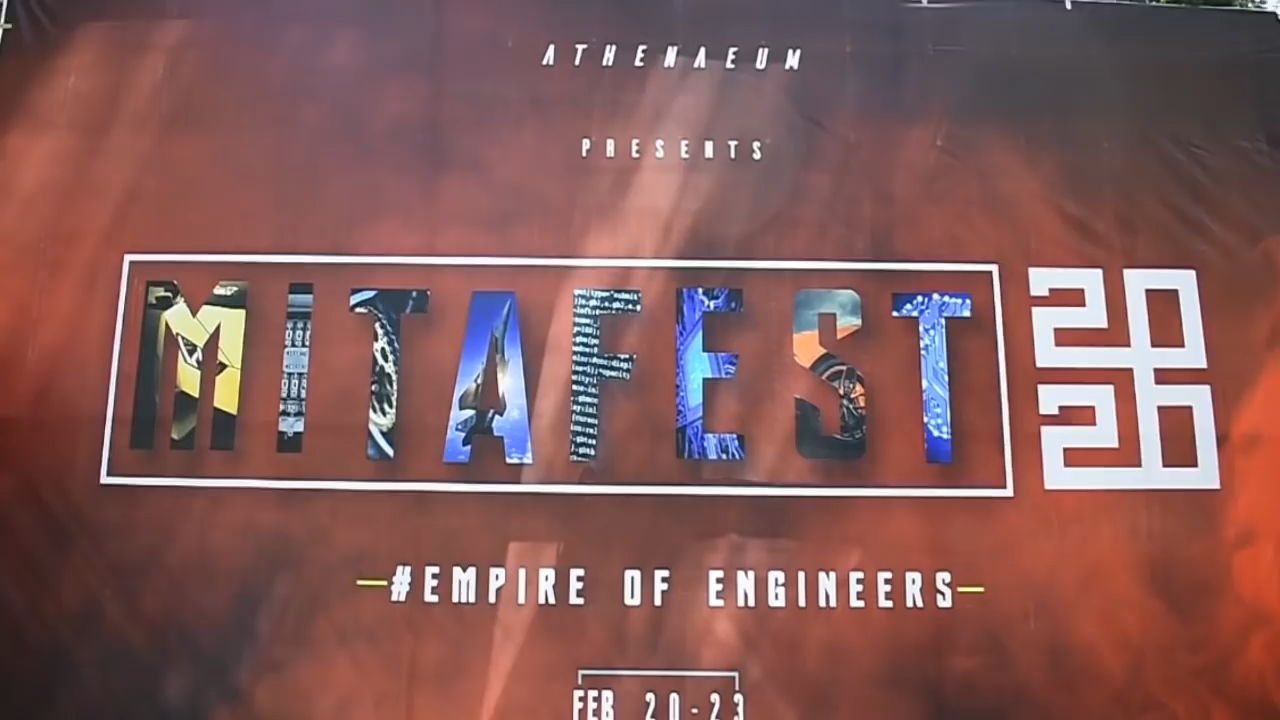 ATHENAEUM
PRESENTS
MITAFEST 2020
#EMPIRE OF ENGINEERS
FEB 20-23